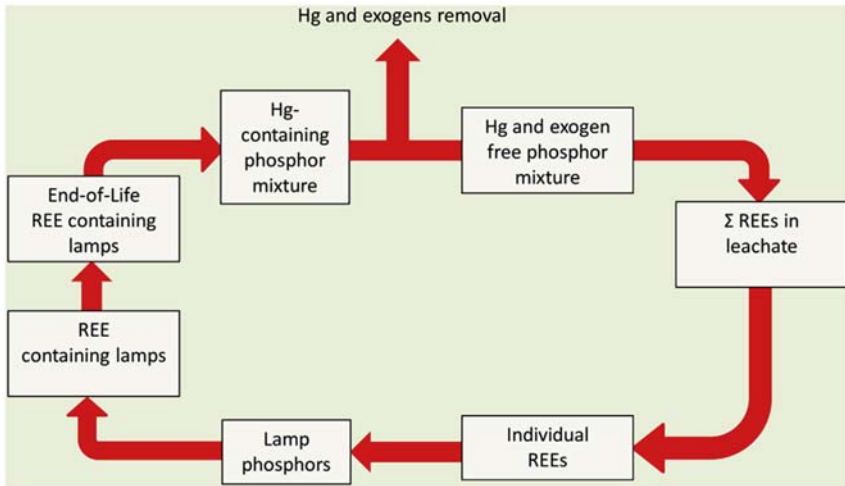 Hg and exogens removal
Hg-
containing
phosphor
mixture
Hg and exogen
free phosphor
mixture
End-of-Life
REE containing
lamps
Σ REEs in
leachate
REE
containing lamps
Lamp
phosphors
Individual
REEs